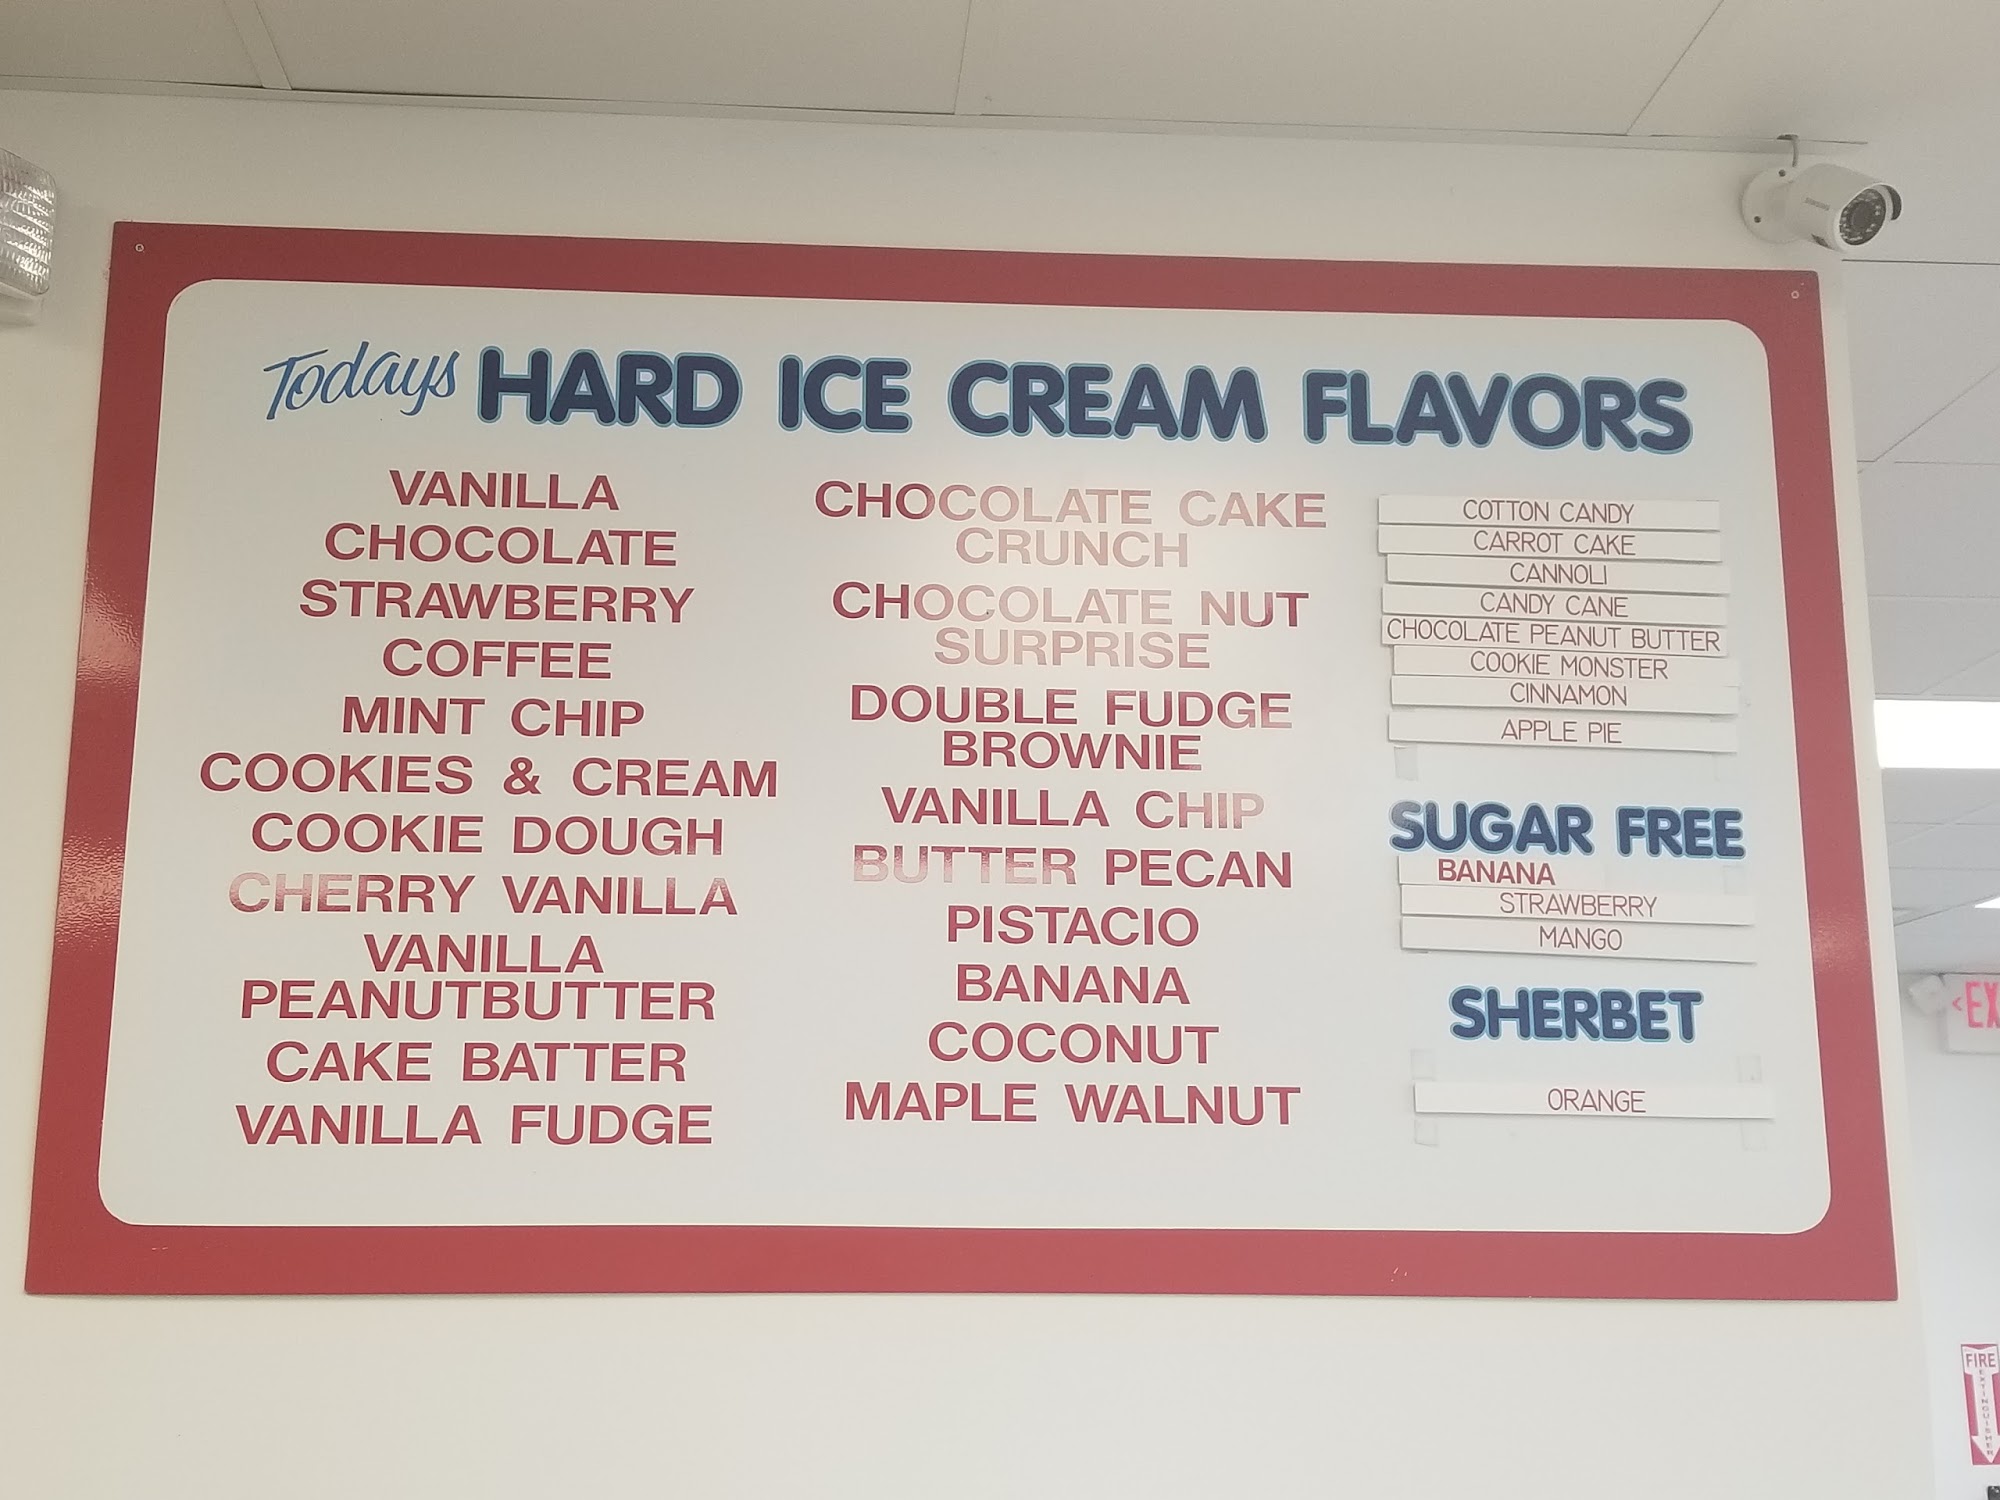 Todays HARD ICE CREAM FLAVORS
VANILLA
CHOCOLATE
STRAWBERRY
COFFEE
MINT CHIP
COOKIES & CREAM
COOKIE DOUGH
CHERRY VANILLA
VANILLA
PEANUTBUTTER
CAKE BATTER
VANILLA FUDGE
CHOCOLATE CAKE
CRUNCH
CHOCOLATE NUT
SURPRISE
DOUBLE FUDGE
BROWNIE
VANILLA CHIP
BUTTER PECAN
PISTACIO
BANANA
COCONUT
MAPLE WALNUT
COTTON CANDY
CARROT CAKE
CANNOLI
CANDY CANE
CHOCOLATE PEANUT BUTTER
COOKIE MONSTER
CINNAMON
APPLE PIE
SUGAR FREE
BANANA
STRAWBERRY
MANGO
SHERBET
ORANGE
EX
FIRE
EXTINGUISHER